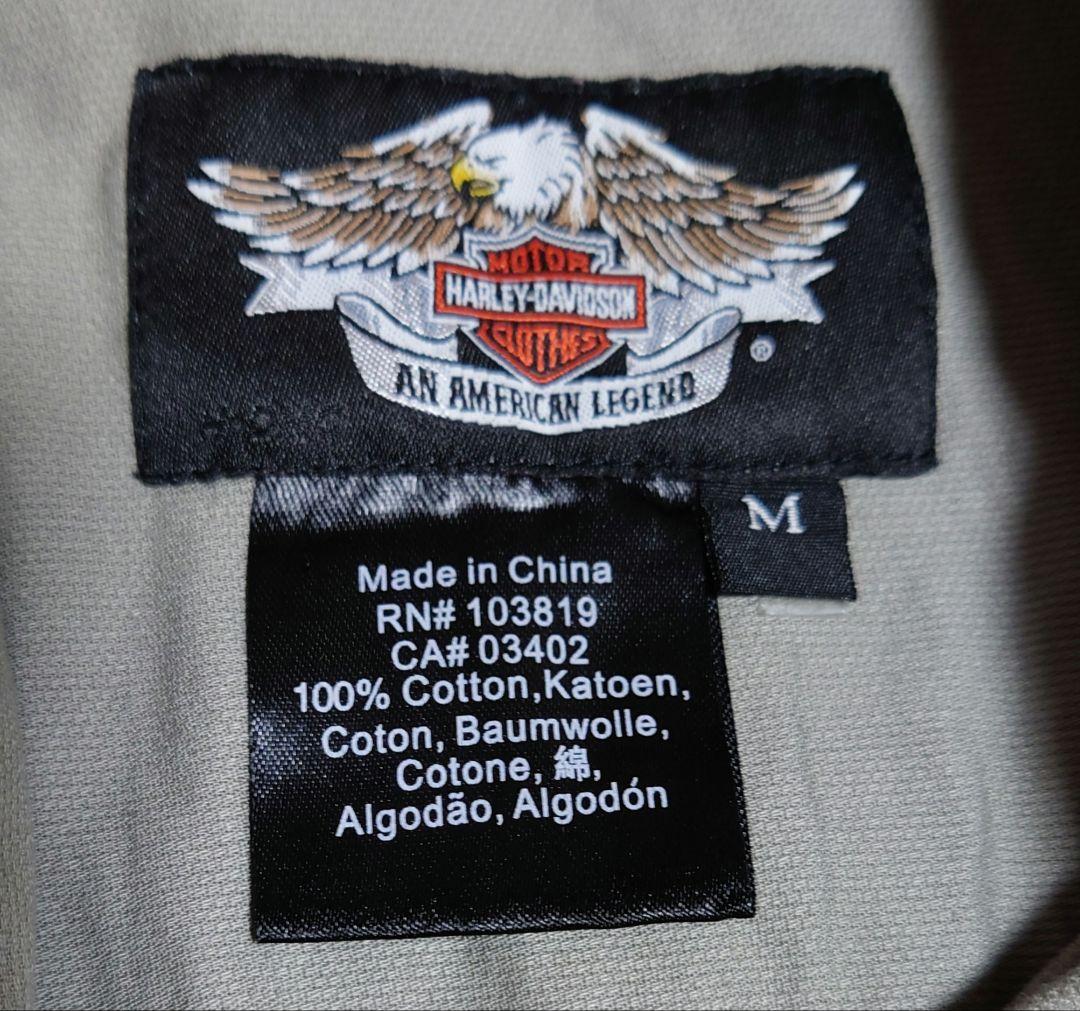 MOTOR
HARLEY-DAVIDSON
CLOTHES
®
AN AMERICAN LEGEND
M
Made in China
RN# 103819
CA# 03402
100% Cotton,Katoen,
Coton, Baumwolle,
Cotone, 綿,
Algodão, Algodón